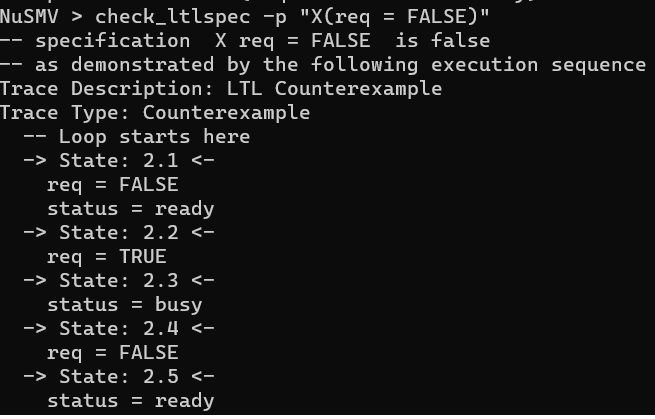 NuSMV > check_ltlspec -p "X(req = FALSE)"
-- specification  X req = FALSE  is false
-- as demonstrated by the following execution sequence
Trace Description: LTL Counterexample
Trace Type: Counterexample
  -- Loop starts here
  -> State: 2.1 <-
    req = FALSE
    status = ready
  -> State: 2.2 <-
    req = TRUE
  -> State: 2.3 <-
    status = busy
  -> State: 2.4 <-
    req = FALSE
  -> State: 2.5 <-
    status = ready